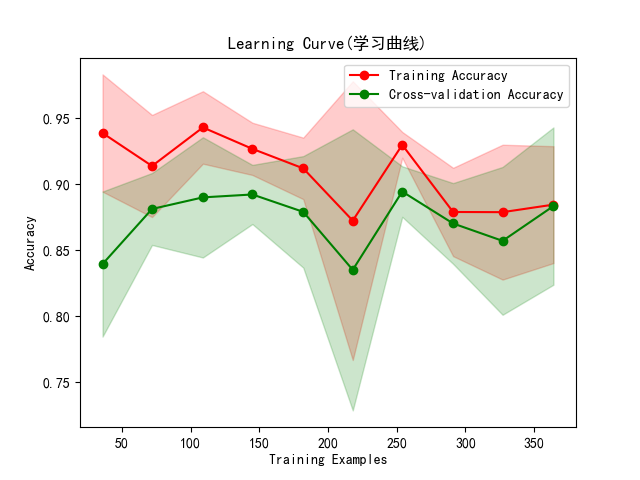 Learning Curve(学习曲线)
Training Accuracy
Cross-validation Accuracy
Accuracy
0.95
0.90
0.85
0.80
0.75
50 100 150 200 250 300 350
Training Examples